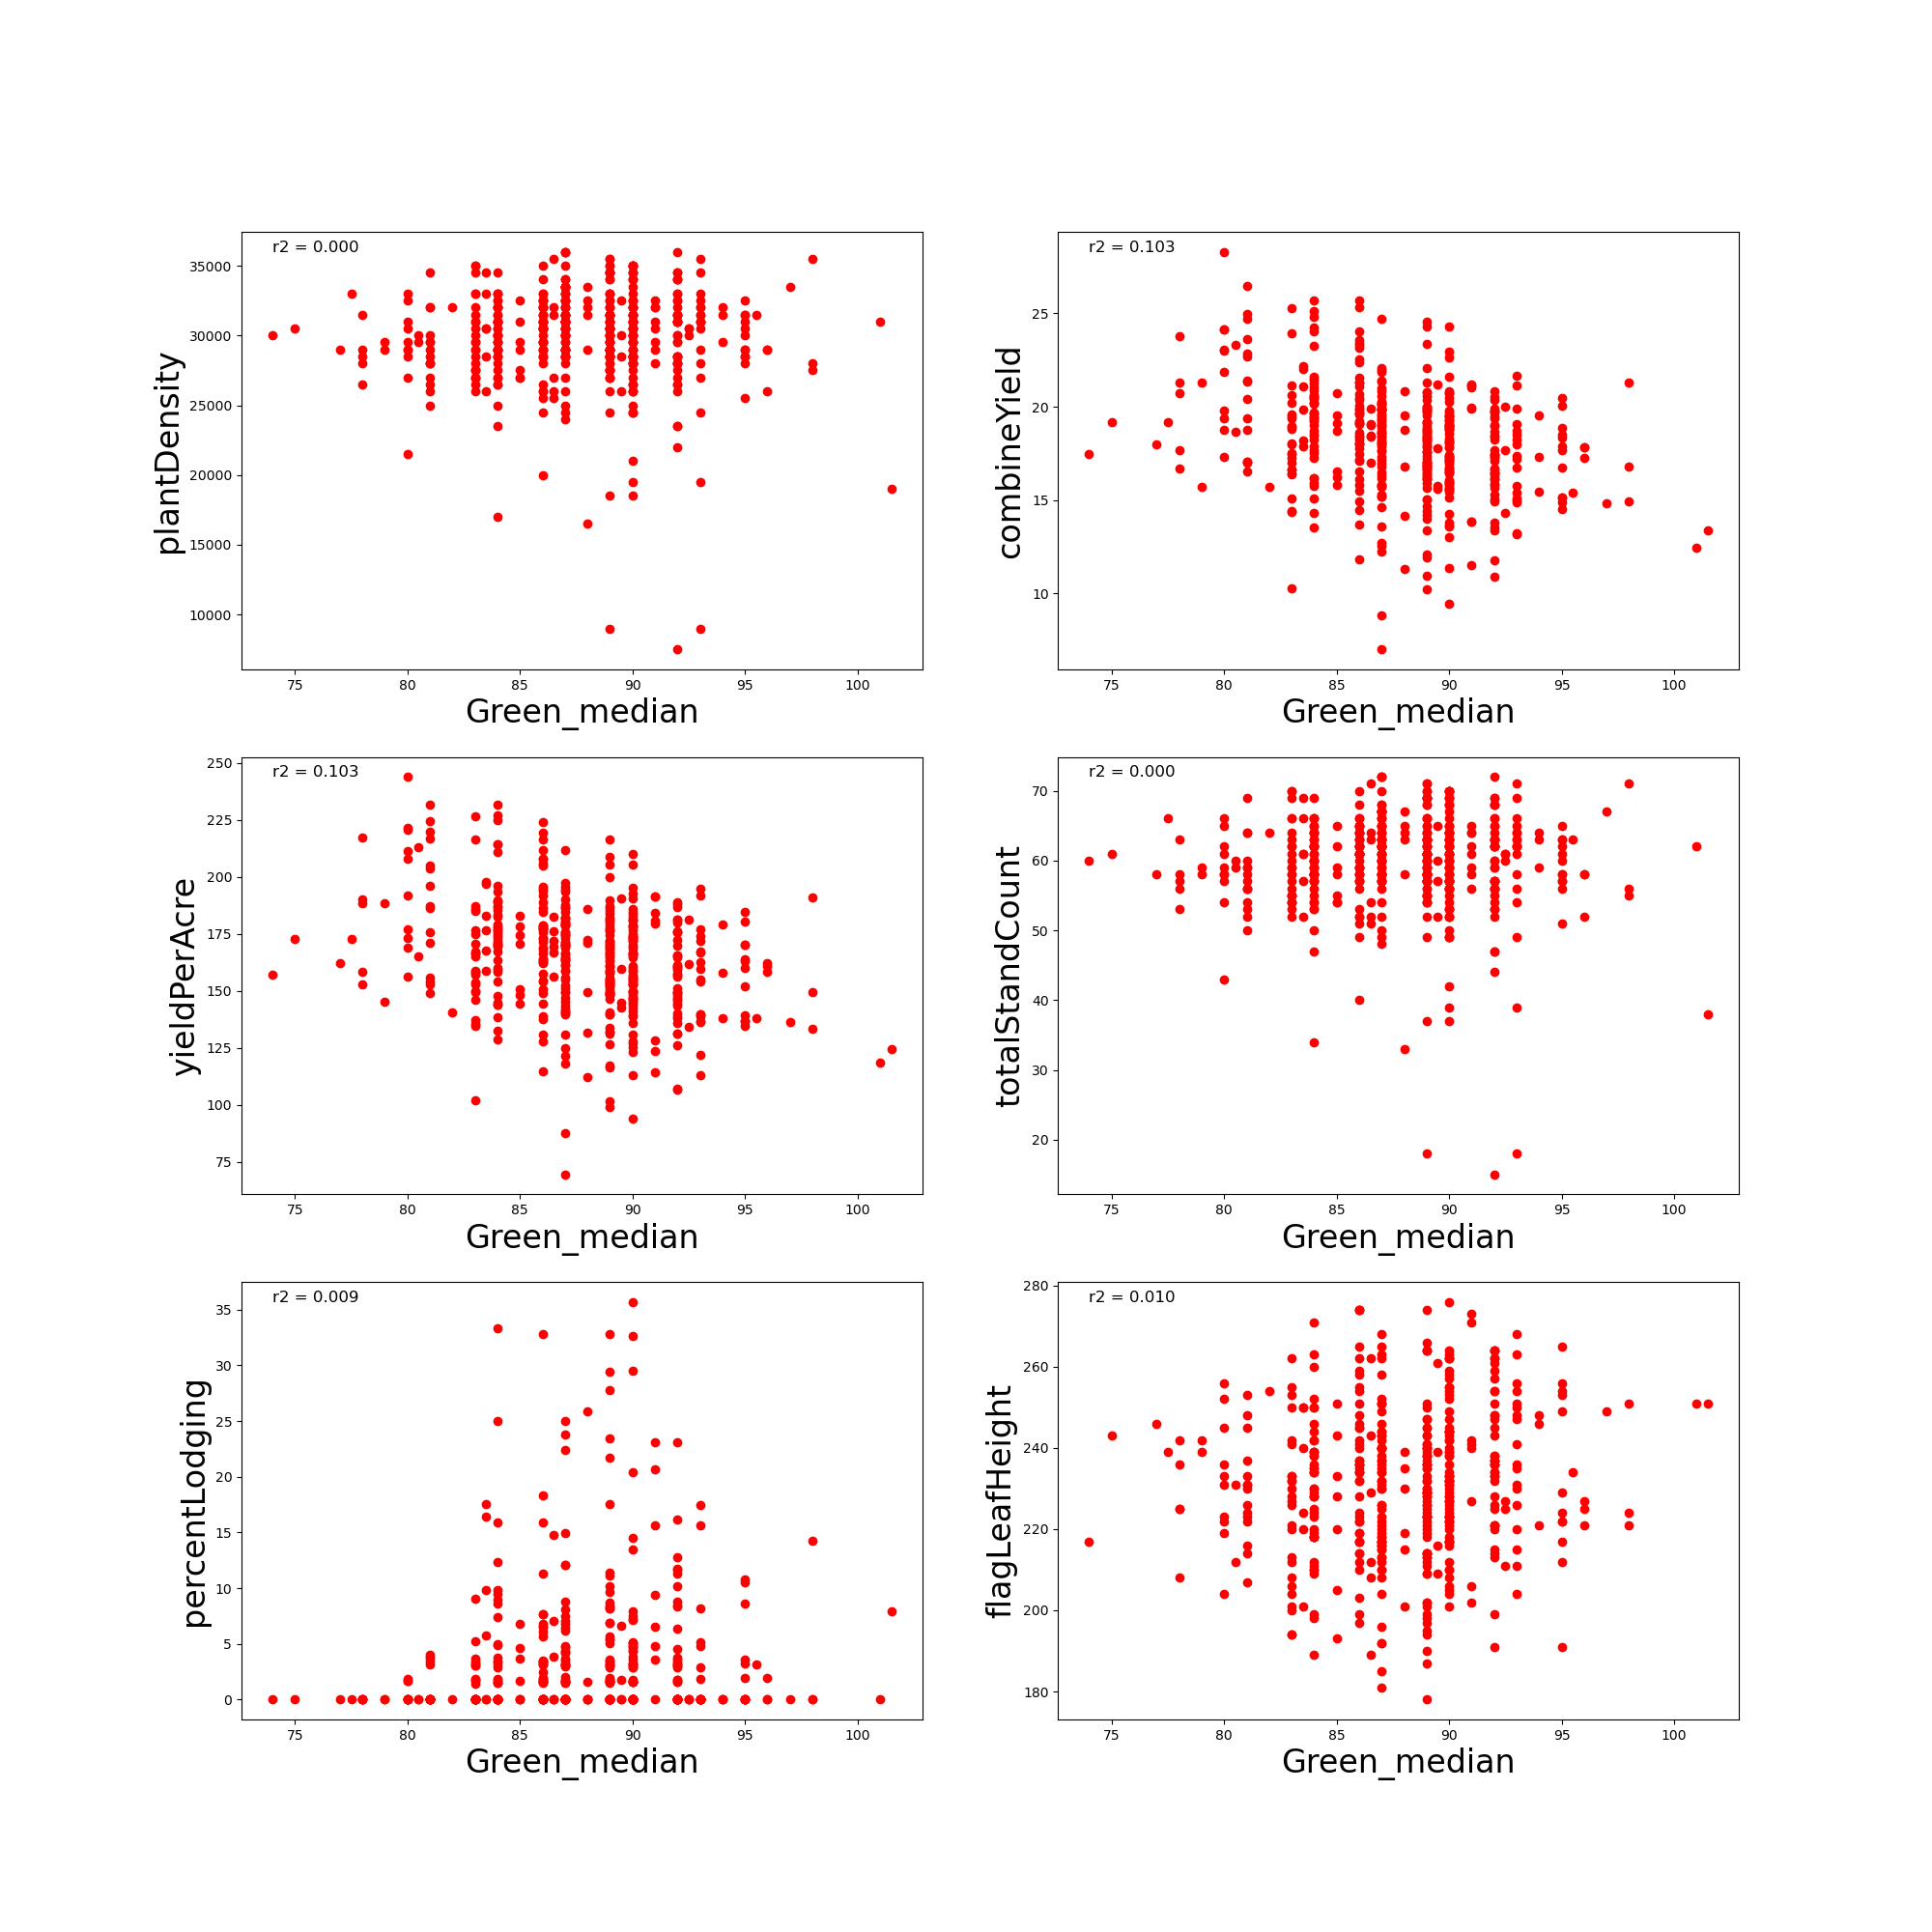 r2 = 0.000
35000
30000
25000
20000
15000
10000
plantDensity
75 80 85 90 95 100
Green_median
r2 = 0.103
25
20
15
10
combineYield
75 80 85 90 95 100
Green_median
r2 = 0.103
250
225
200
175
150
125
100
75
yieldPerAcre
75 80 85 90 95 100
Green_median
r2 = 0.000
70
60
50
40
30
20
totalStandCount
75 80 85 90 95 100
Green_median
r2 = 0.009
35
30
25
20
15
10
5
0
percentLodging
75 80 85 90 95 100
Green_median
r2 = 0.010
280
260
240
220
200
180
flagLeafHeight
75 80 85 90 95 100
Green_median